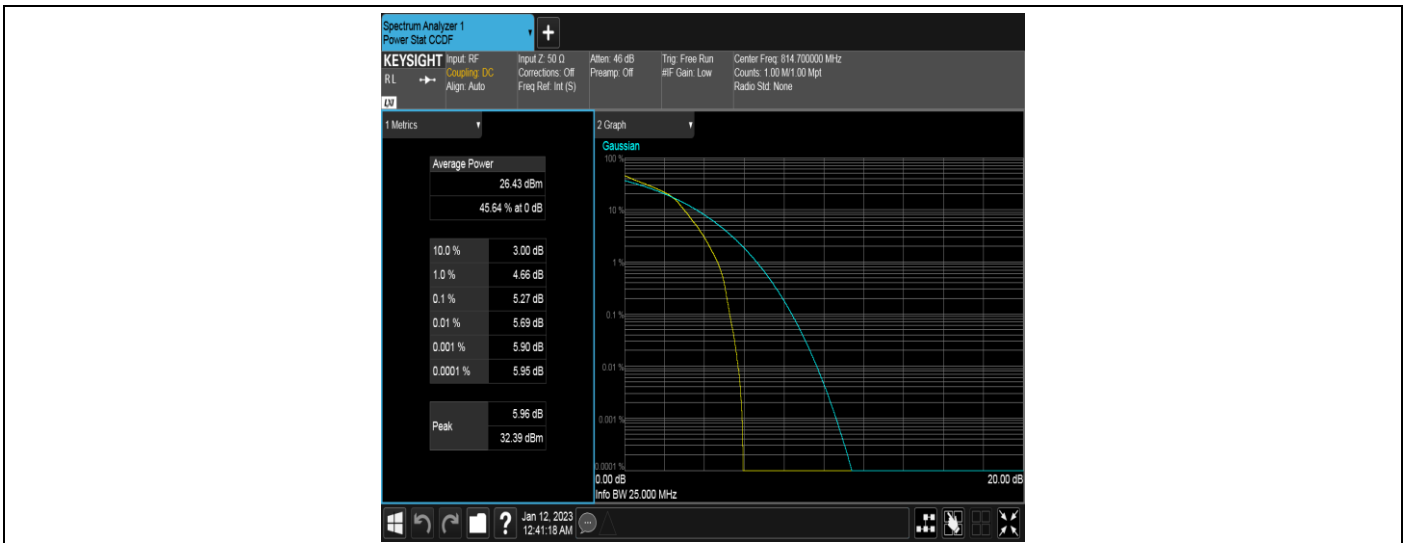 Spectrum Analyzer 1
Power Stat CCDF
+
KEYSIGHT
RL
LXI
Input: RF
Coupling: DC
Align: Auto
Input Z: 50 Ω
Corrections: Off
Freq Ref: Int (S)
Atten: 46 dB
Preamp: Off
Trig: Free Run
#IF Gain: Low
Center Freq: 814.700000 MHz
Counts: 1.00 M/1.00 Mpt
Radio Std: None
1 Metrics
Average Power
26.43 dBm
45.64 % at 0 dB
10.0 % 3.00 dB
1.0 % 4.66 dB
0.1 % 5.27 dB
0.01 % 5.69 dB
0.001 % 5.90 dB
0.0001 % 5.95 dB
Peak
5.96 dB
32.39 dBm
2 Graph
Gaussian
100 %
10 %
1 %
0.1 %
0.01 %
0.001 %
0.0001 %
0.00 dB 20.00 dB
Info BW 25.000 MHz
?
Jan 12, 2023
12:41:18 AM